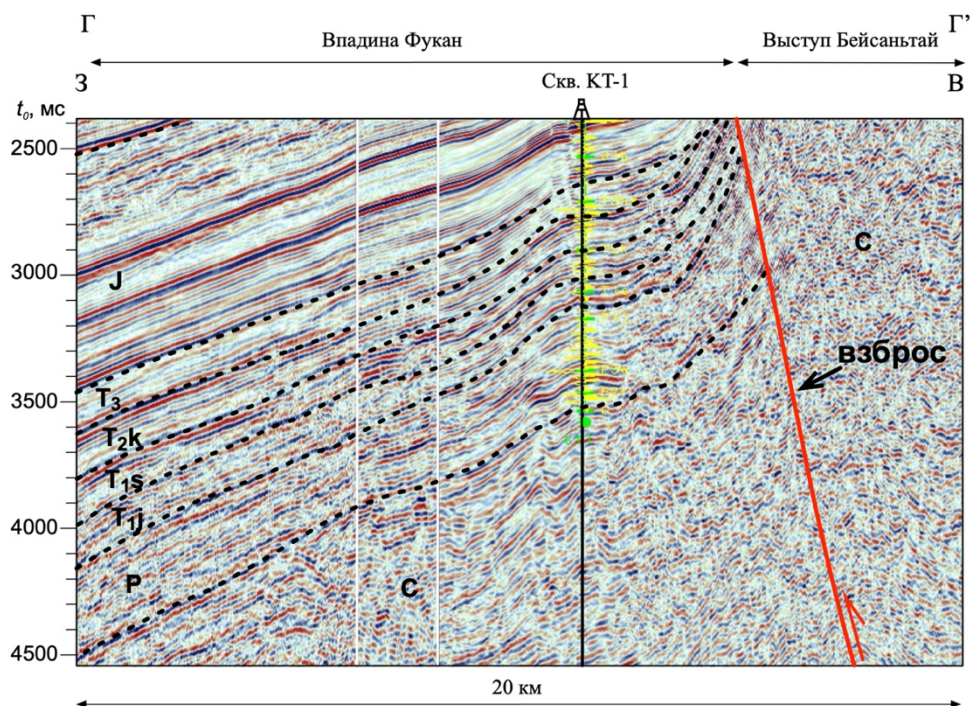 Г Г’
Впадина Фукан Выступ Бейсаньтай
З Скв. КТ-1 В
t₀, мс
2500
3000
C
J
взброс
3500
T₃
T₂k
T₁s
T₁j
4000
P C
4500
20 км